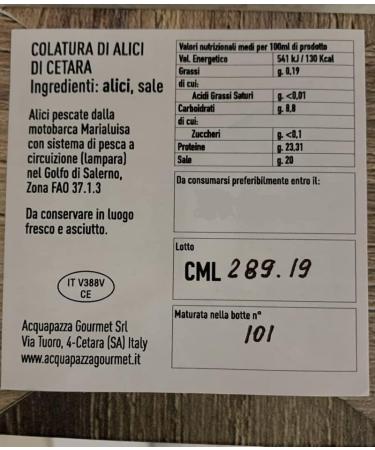 COLATURA DI ALICI
DI CETARA
Ingredienti: alici, sale
Alici pescate dalla
motobarca Marialuisa
con sistema di pesca a
circuizione (lampara)
nel Golfo di Salerno,
Zona FAO 37.1.3
Da conservare in luogo
fresco e asciutto.
IT V388V
CE
Acquapazza Gourmet Srl
Via Tuoro, 4-Cetara (SA) Italy
www.acquapazzagourmet.it
Valori nutrizionali medi per 100ml di prodotto
Val. Energetico 541 kJ / 130 Kcal
Grassi g. 0,19
di cui:
Acidi Grassi Saturi g. <0,01
Carboidrati g. 8,8
di cui:
Zuccheri g. <0,1
Proteine g. 23,31
Sale g. 20
Da consumarsi preferibilmente entro il:
Lotto
CML 289.19
Maturata nella botte n°
101